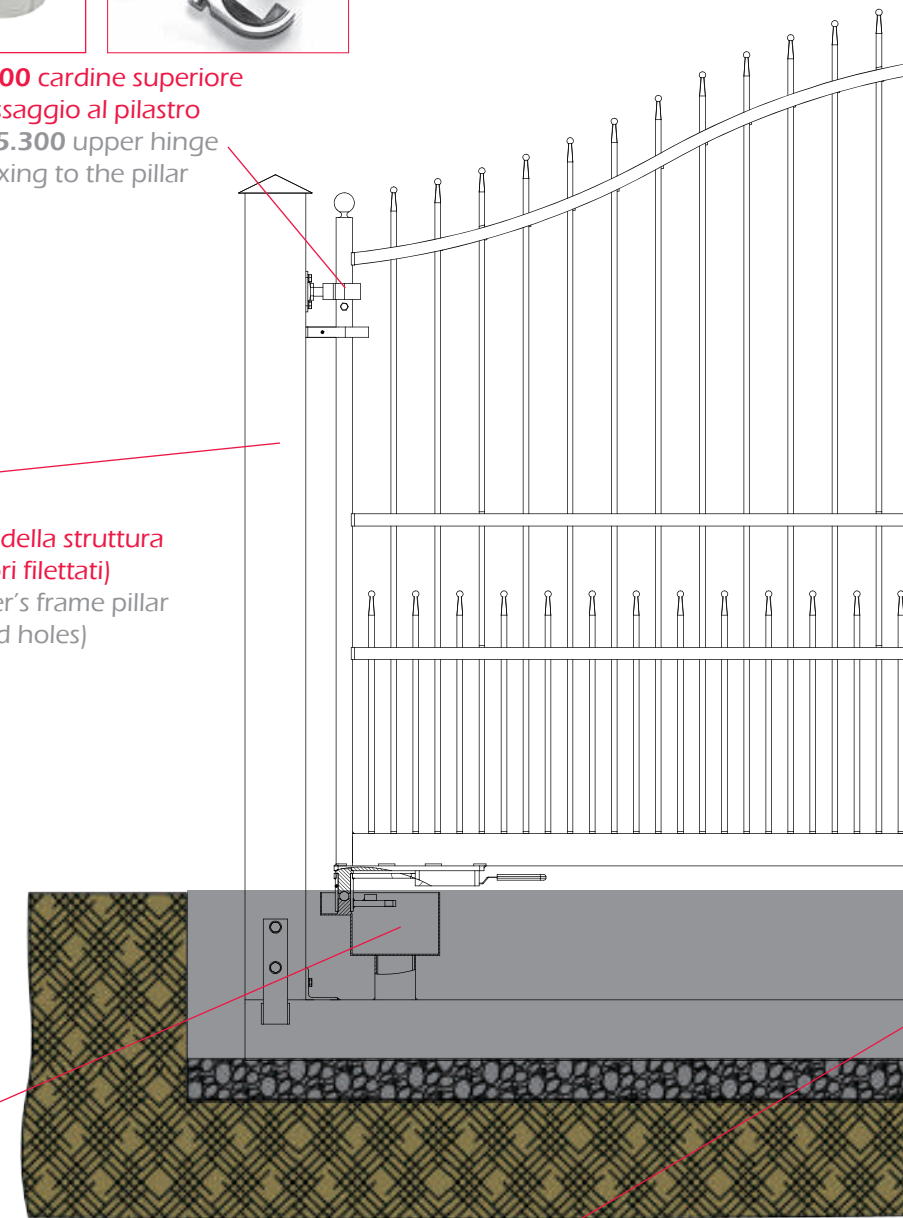 00 cardine superiore
ssaggio al pilastro
5.300 upper hinge
xing to the pillar
della struttura
ri filettati)
er's frame pillar
d holes)